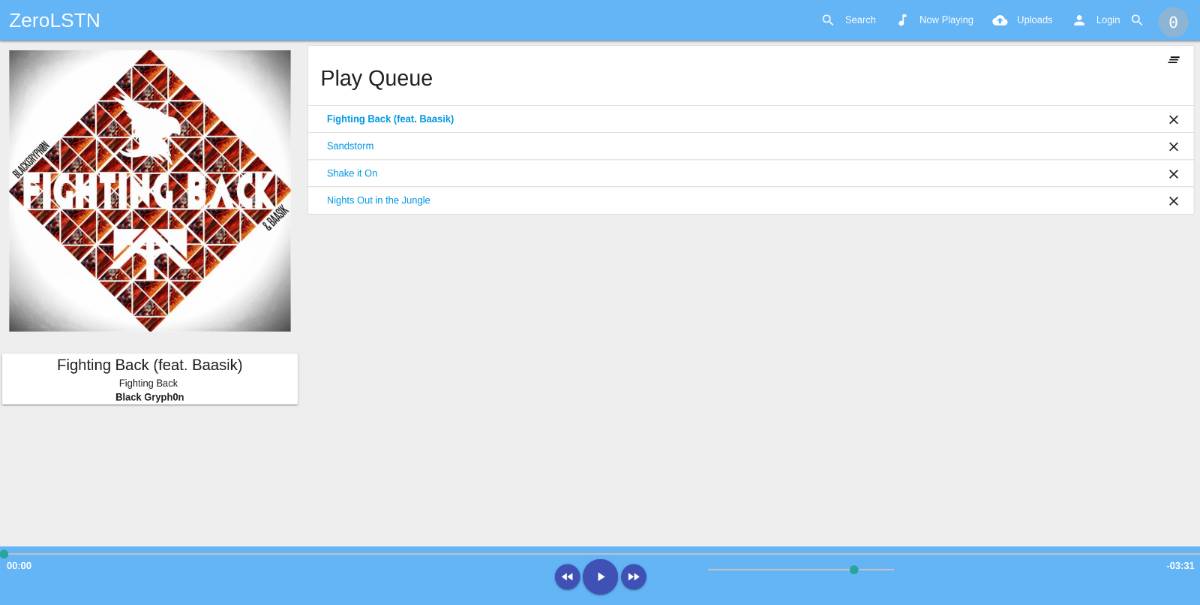 ZeroLSTN
Search
Now Playing
Uploads
Login
0
BLACKGRYPH0N
FIGHTING BACK
& BAASIK
Fighting Back (feat. Baasik)
Fighting Back
Black Gryph0n
Play Queue
Fighting Back (feat. Baasik)
Sandstorm
Shake it On
Nights Out in the Jungle
00:00
-03:31